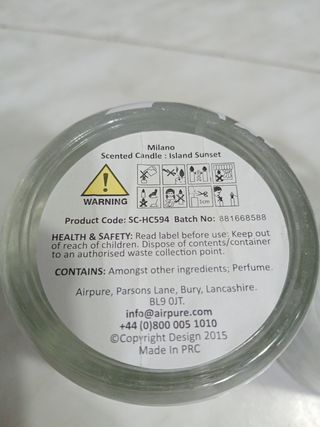 Milano
Scented Candle : Island Sunset
WARNING
1cm
Product Code: SC-HC594 Batch No: 881668588
HEALTH & SAFETY: Read label before use: Keep out
of reach of children. Dispose of contents/container
to an authorised waste collection point.
CONTAINS: Amongst other ingredients; Perfume.
Airpure, Parsons Lane, Bury, Lancashire.
BL9 0JT.
info@airpure.com
+44 (0)800 005 1010
©Copyright Design 2015
Made In PRC